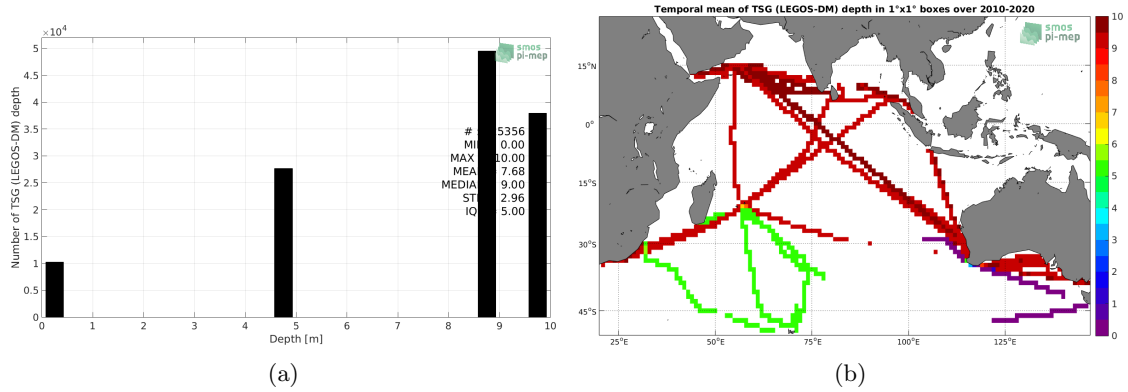 ×10⁴
5
4.5
4
3.5
3
2.5
2
1.5
1
0.5
0
0 1 2 3 4 5 6 7 8 9 10
Number of TSG (LEGOS-DM) depth
Depth [m]
smos
pi-mep
# 5356
MI 0.00
MAX 10.00
MEA 7.68
MEDIA 9.00
ST 2.96
IQ 5.00
(a)
Temporal mean of TSG (LEGOS-DM) depth in 1°x1° boxes over 2010-2020
smos
pi-mep
15°N
0°
15°S
30°S
45°S
25°E 50°E 75°E 100°E 125°E
10
9
8
7
6
5
4
3
2
1
0
(b)